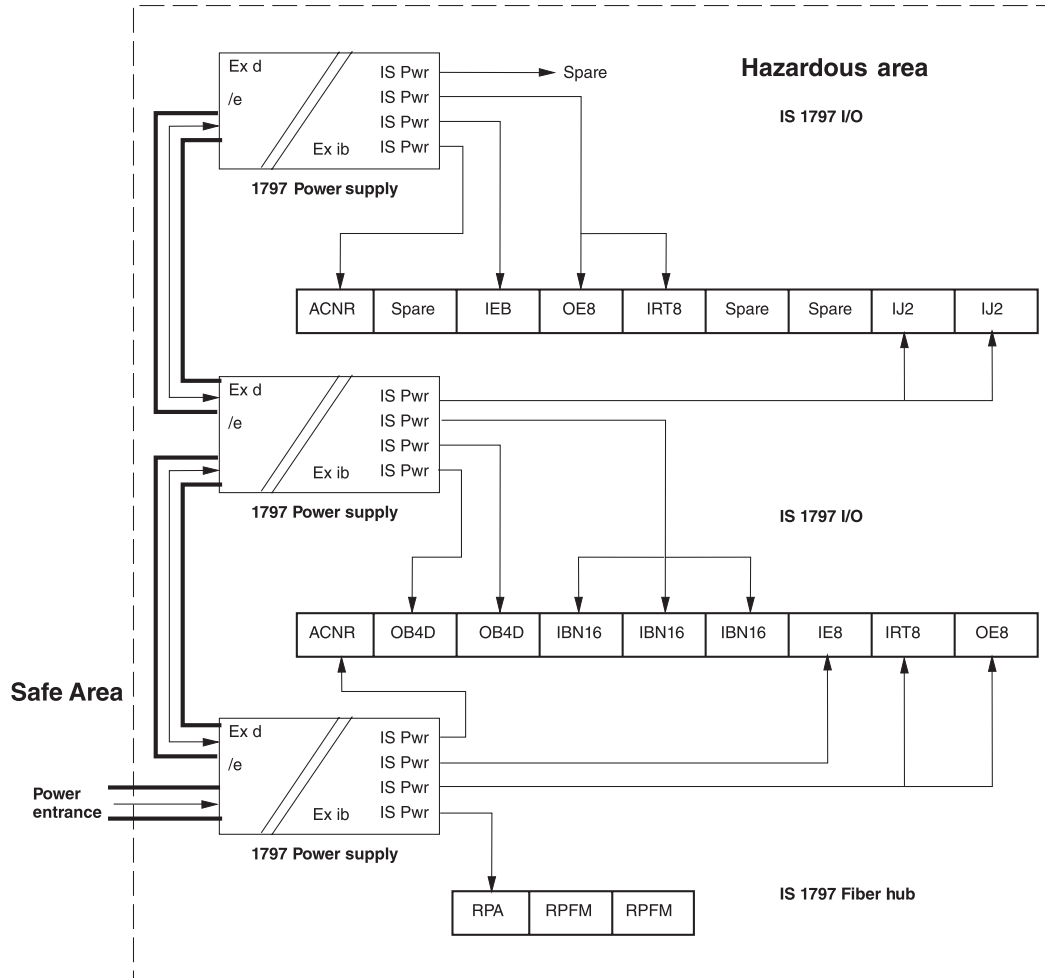 Ex d
/e
IS Pwr
IS Pwr
IS Pwr
IS Pwr
Ex ib
1797 Power supply
Spare
Hazardous area
IS 1797 I/O
ACNR Spare IEB OE8 IRT8 Spare Spare IJ2 IJ2
Ex d
/e
IS Pwr
IS Pwr
IS Pwr
IS Pwr
Ex ib
1797 Power supply
IS 1797 I/O
ACNR OB4D OB4D IBN16 IBN16 IBN16 IE8 IRT8 OE8
Safe Area
Ex d
/e
IS Pwr
IS Pwr
IS Pwr
IS Pwr
Ex ib
Power
entrance
1797 Power supply
IS 1797 Fiber hub
RPA RPFM RPFM